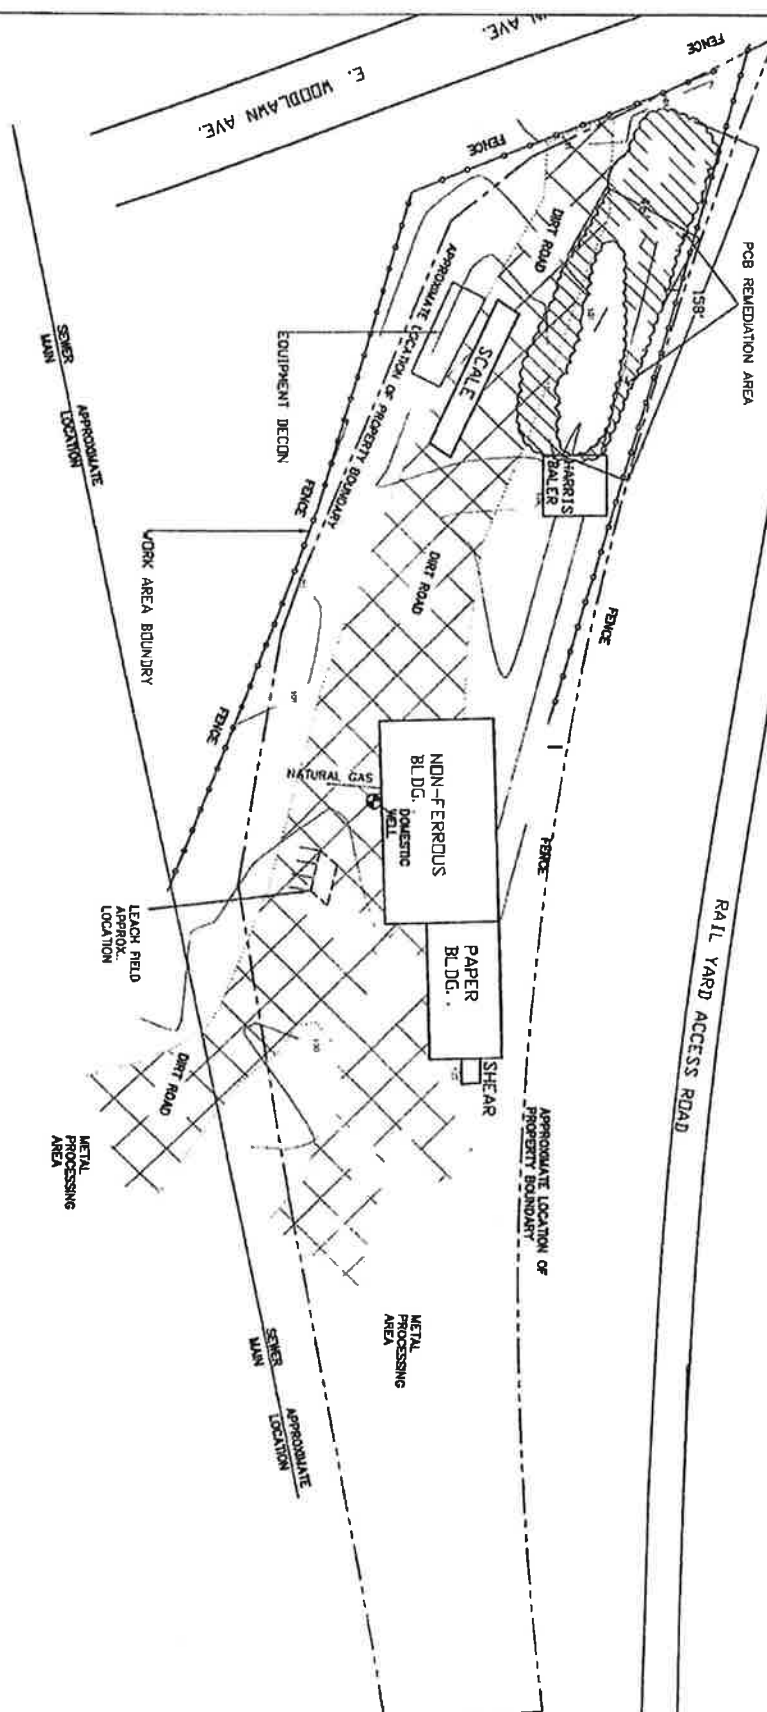 FENCE
E. WOODLAWN AVE.
FENCE
PCB REMEDIATION AREA
158'
DIRT ROAD
APPROXIMATE LOCATION OF PROPERTY BOUNDARY
SCALE
EQUIPMENT DECON
HARRIS
BALER
SEWER
MAIN
APPROXIMATE
LOCATION
FENCE
WORK AREA BOUNDRY
DIRT ROAD
FENCE
FENCE
NON-FERROUS
BLDG.
NATURAL GAS
DOMESTIC
WELL
FENCE
LEACH FIELD
APPROX.
LOCATION
PAPER
BLDG.
RAIL YARD ACCESS ROAD
SHEAR
DIRT ROAD
METAL
PROCESSING
AREA
APPROXIMATE LOCATION OF
PROPERTY BOUNDARY
METAL
PROCESSING
AREA
SEWER
MAIN
APPROXIMATE
LOCATION